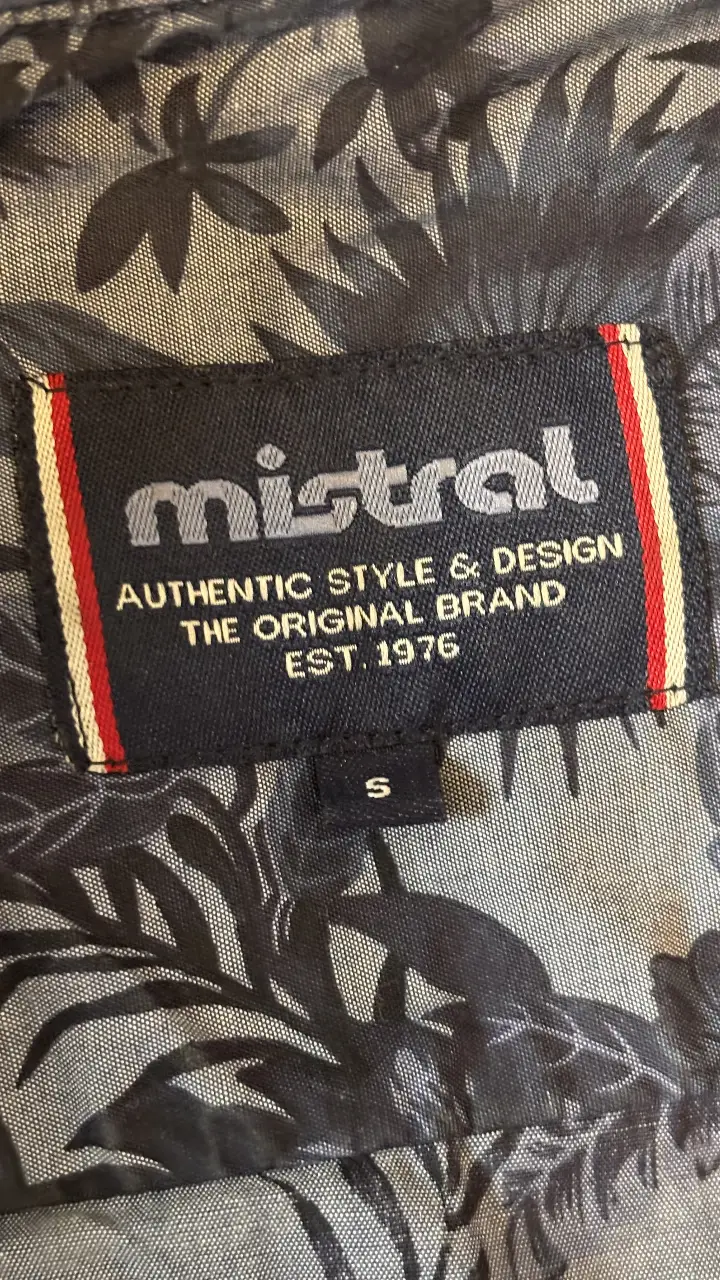 mistral
AUTHENTIC STYLE & DESIGN
THE ORIGINAL BRAND
EST. 1976
S